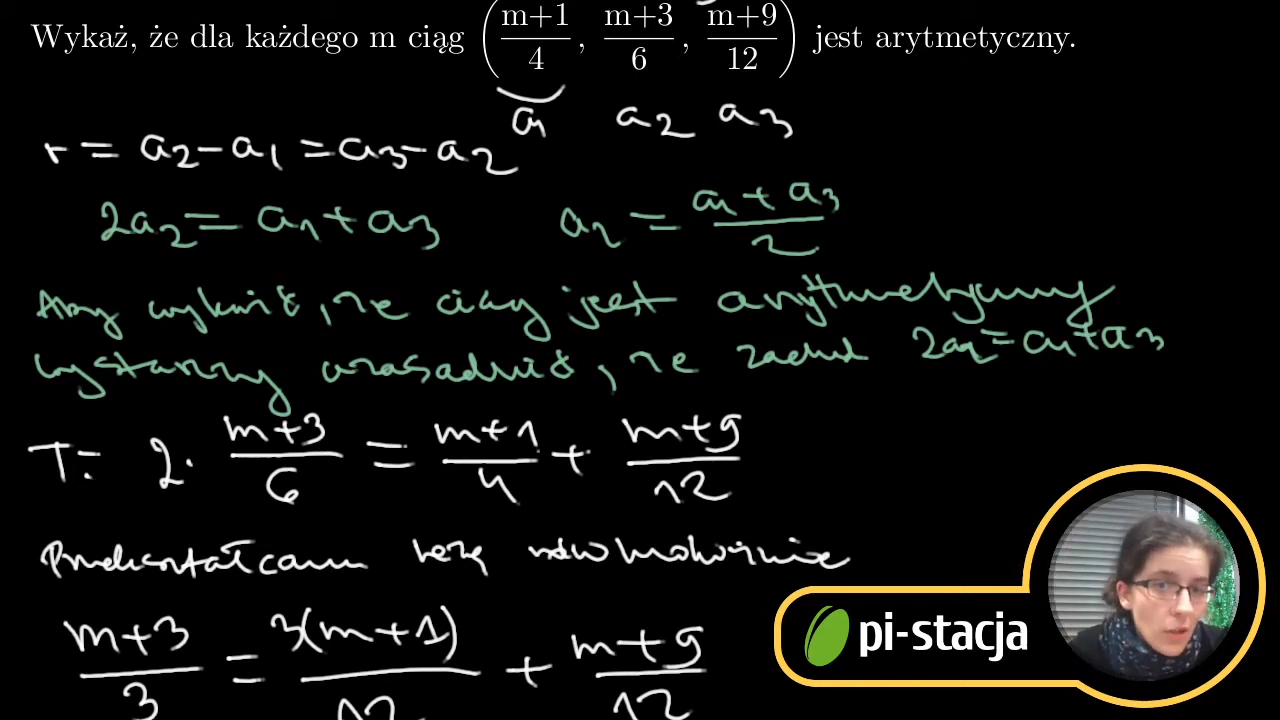 Wykaż, że dla każdego m ciąg (m+1/4, m+3/6, m+9/12) jest arytmetyczny.
a1 a2 a3
r = a2 - a1 = a3 - a2
2a2 = a1 + a3 a2 = a1 + a3/2
Aby wykazać, że ciąg jest arytmetyczny
wystarczy uzasadnić, że zachodzi 2a2 = a1 + a3
T: 2 · m+3/6 = m+1/4 + m+9/12
Przekształcam tezę równoważnie
m+3/3 = 3(m+1)/12 + m+9/12
pi-stacja